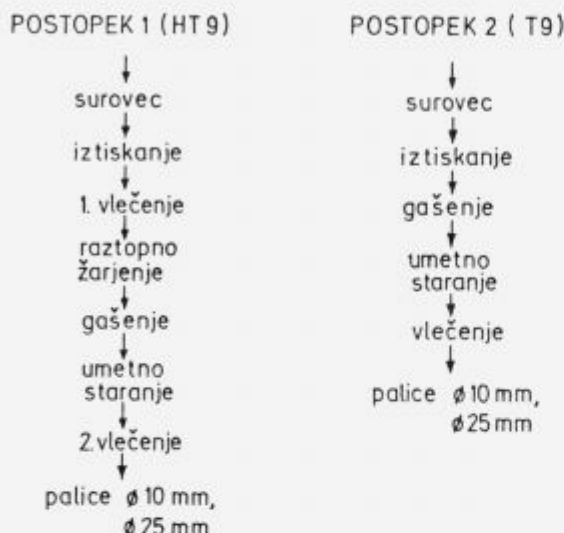 POSTOPEK 1 (HT9)
surovec
iztiskanje
1. vlečenje
raztopno
žarjenje
gašenje
umetno
staranje
2. vlečenje
palice ø 10 mm,
ø 25 mm
POSTOPEK 2 ( T9)
surovec
iztiskanje
gašenje
umetno
staranje
vlečenje
palice ø 10 mm,
ø 25 mm